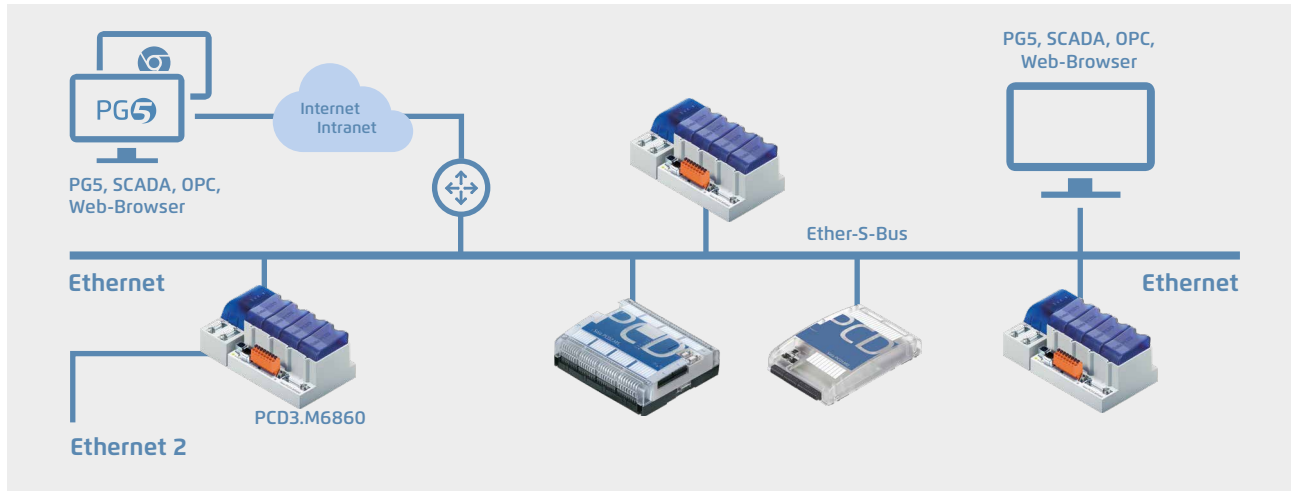 PG5
PG5, SCADA, OPC,
Web-Browser
Internet
Intranet
PG5, SCADA, OPC,
Web-Browser
Ether-S-Bus
Ethernet
Ethernet
PCD3.M6860
Ethernet 2
PCD
PCD